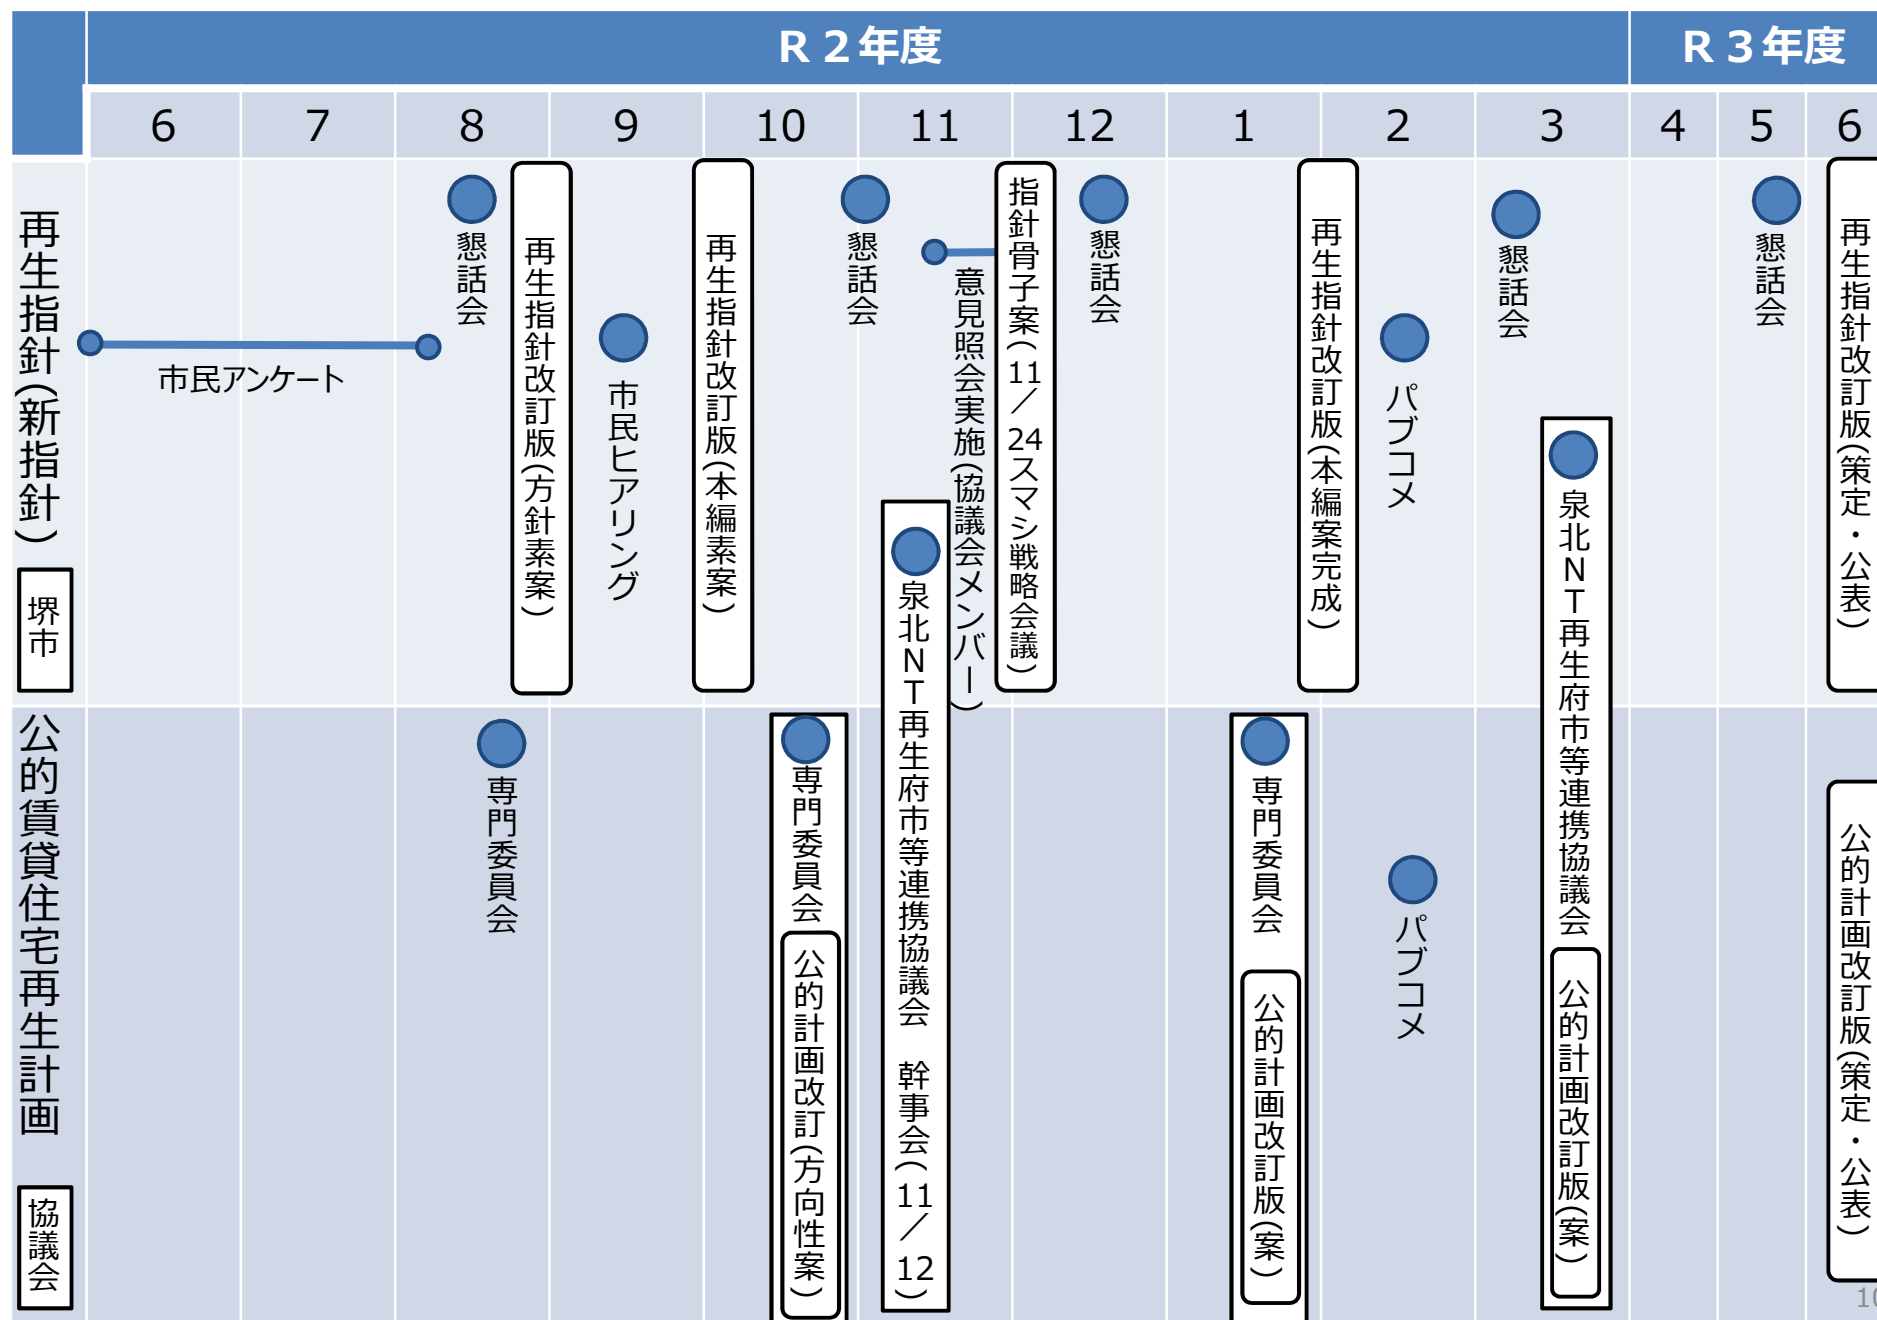 R２年度
R３年度
6 7 8 9 10 11 12 1 2 3 4 5 6
再生指針(新指針)
堺市
市民アンケート
懇話会
再生指針改訂版(方針素案)
市民ヒアリング
再生指針改訂版(本編素案)
懇話会
意見照会実施(協議会メンバー)
指針骨子案(11／24スマシ戦略会議)
懇話会
再生指針改訂版(本編案完成)
パブコメ
懇話会
懇話会
再生指針改訂版(策定・公表)
泉北ＮＴ再生府市等連携協議会　幹事会(11／12)
泉北ＮＴ再生府市等連携協議会
公的計画改訂版(案)
公的賃貸住宅再生計画
協議会
専門委員会
専門委員会
公的計画改訂(方向性案)
専門委員会
公的計画改訂版(案)
パブコメ
公的計画改訂版(策定・公表)